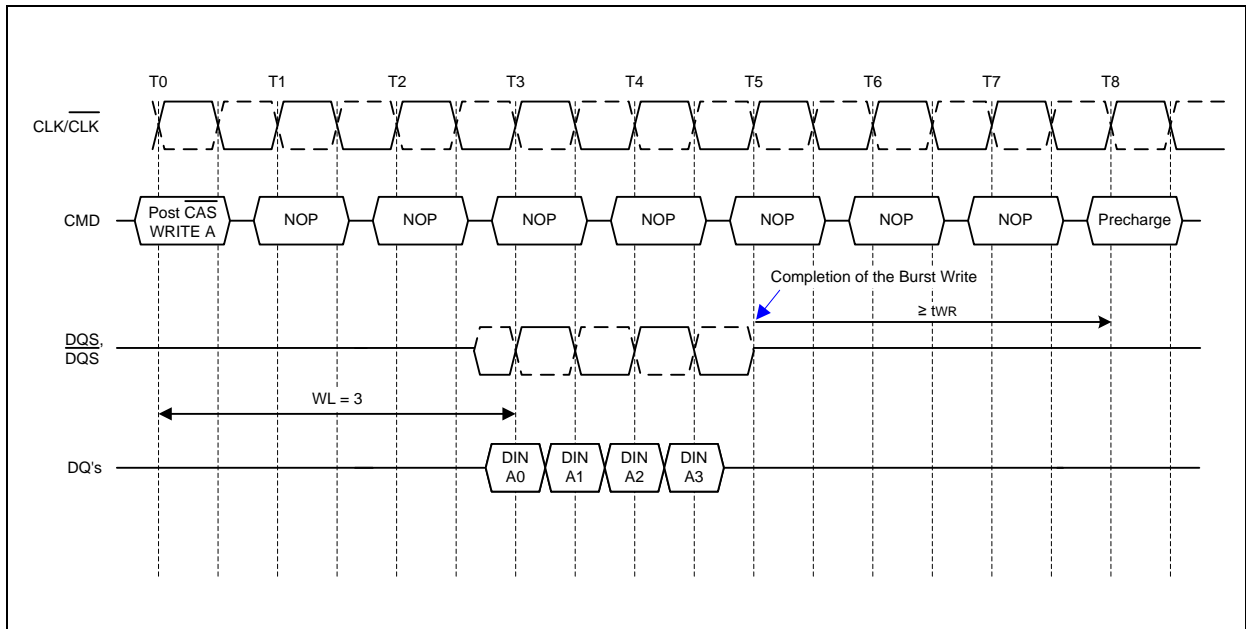 T0 T1 T2 T3 T4 T5 T6 T7 T8
CLK/CLK
CMD
Post CAS
WRITE A
NOP NOP NOP NOP NOP NOP NOP Precharge
Completion of the Burst Write
≥ tWR
DQS,
DQS
WL = 3
DQ's
DIN A0
DIN A1
DIN A2
DIN A3